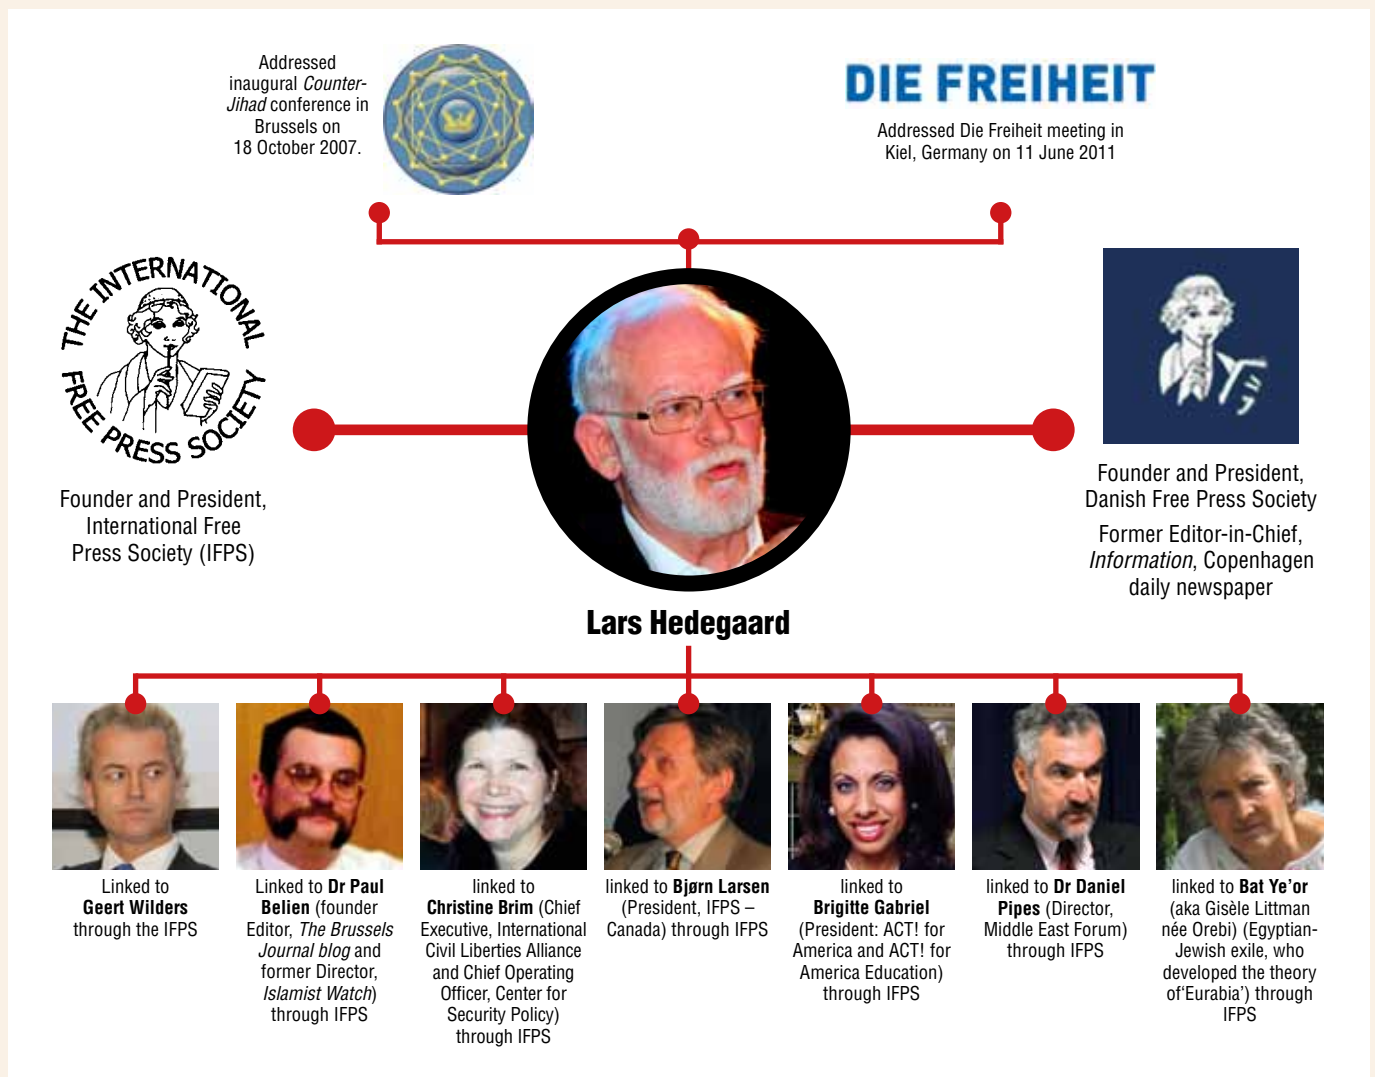 Addressed
inaugural Counter-
Jihad conference in
Brussels on
18 October 2007.
DIE FREIHEIT
Addressed Die Freiheit meeting in
Kiel, Germany on 11 June 2011
THE INTERNATIONAL
FREE PRESS SOCIETY
Founder and President,
International Free
Press Society (IFPS)
Founder and President,
Danish Free Press Society
Former Editor-in-Chief,
Information, Copenhagen
daily newspaper
Lars Hedegaard
Linked to
Geert Wilders
through the IFPS
Linked to Dr Paul
Belien (founder
Editor, The Brussels
Journal blog and
former Director,
Islamist Watch)
through IFPS
linked to
Christine Brim (Chief
Executive, International
Civil Liberties Alliance
and Chief Operating
Officer, Center for
Security Policy)
through IFPS
linked to Bjørn Larsen
(President, IFPS –
Canada) through IFPS
linked to
Brigitte Gabriel
(President: ACT! for
America and ACT! for
America Education)
through IFPS
linked to Dr Daniel
Pipes (Director,
Middle East Forum)
through IFPS
linked to Bat Ye’or
(aka Gisèle Littman
née Orebi) (Egyptian-
Jewish exile, who
developed the theory
of‘Eurabia’) through
IFPS